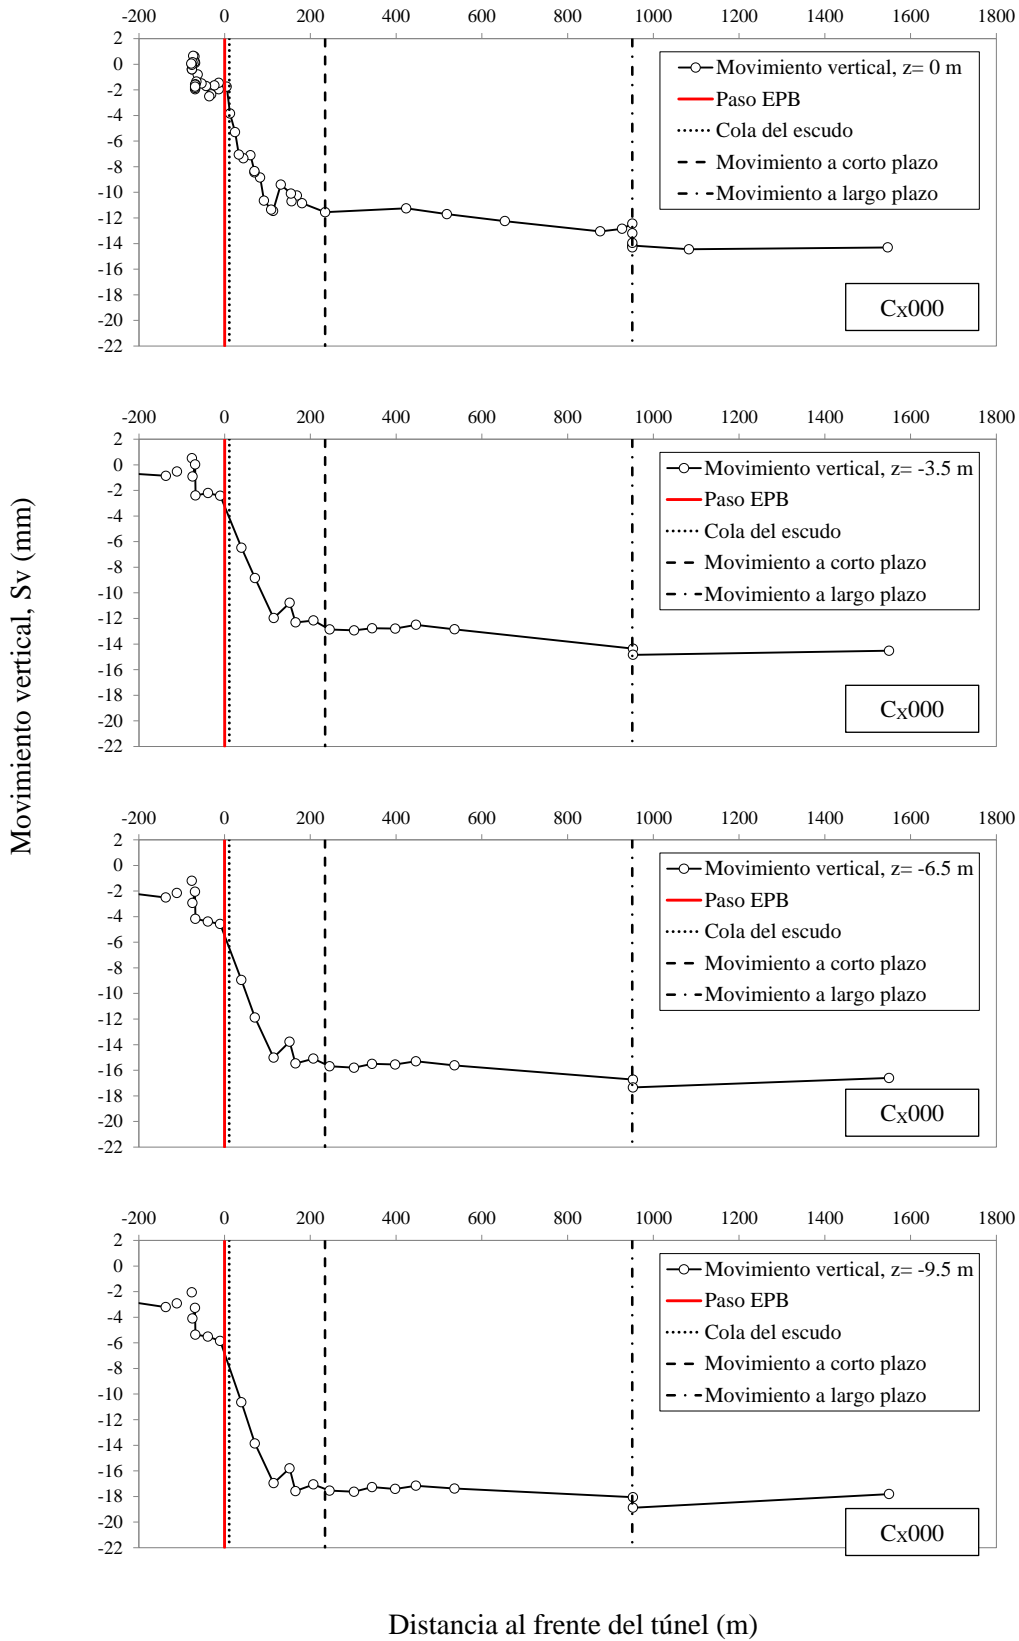 -200 0 200 400 600 800 1000 1200 1400 1600 1800
2
0
-2
-4
-6
-8
-10
-12
-14
-16
-18
-20
-22
Movimiento vertical, z= 0 m
Paso EPB
Cola del escudo
Movimiento a corto plazo
Movimiento a largo plazo
CX000
-200 0 200 400 600 800 1000 1200 1400 1600 1800
2
0
-2
-4
-6
-8
-10
-12
-14
-16
-18
-20
-22
Movimiento vertical, z= -3.5 m
Paso EPB
Cola del escudo
Movimiento a corto plazo
Movimiento a largo plazo
CX000
Movimiento vertical, Sv (mm)
-200 0 200 400 600 800 1000 1200 1400 1600 1800
2
0
-2
-4
-6
-8
-10
-12
-14
-16
-18
-20
-22
Movimiento vertical, z= -6.5 m
Paso EPB
Cola del escudo
Movimiento a corto plazo
Movimiento a largo plazo
CX000
-200 0 200 400 600 800 1000 1200 1400 1600 1800
2
0
-2
-4
-6
-8
-10
-12
-14
-16
-18
-20
-22
Movimiento vertical, z= -9.5 m
Paso EPB
Cola del escudo
Movimiento a corto plazo
Movimiento a largo plazo
CX000
Distancia al frente del túnel (m)